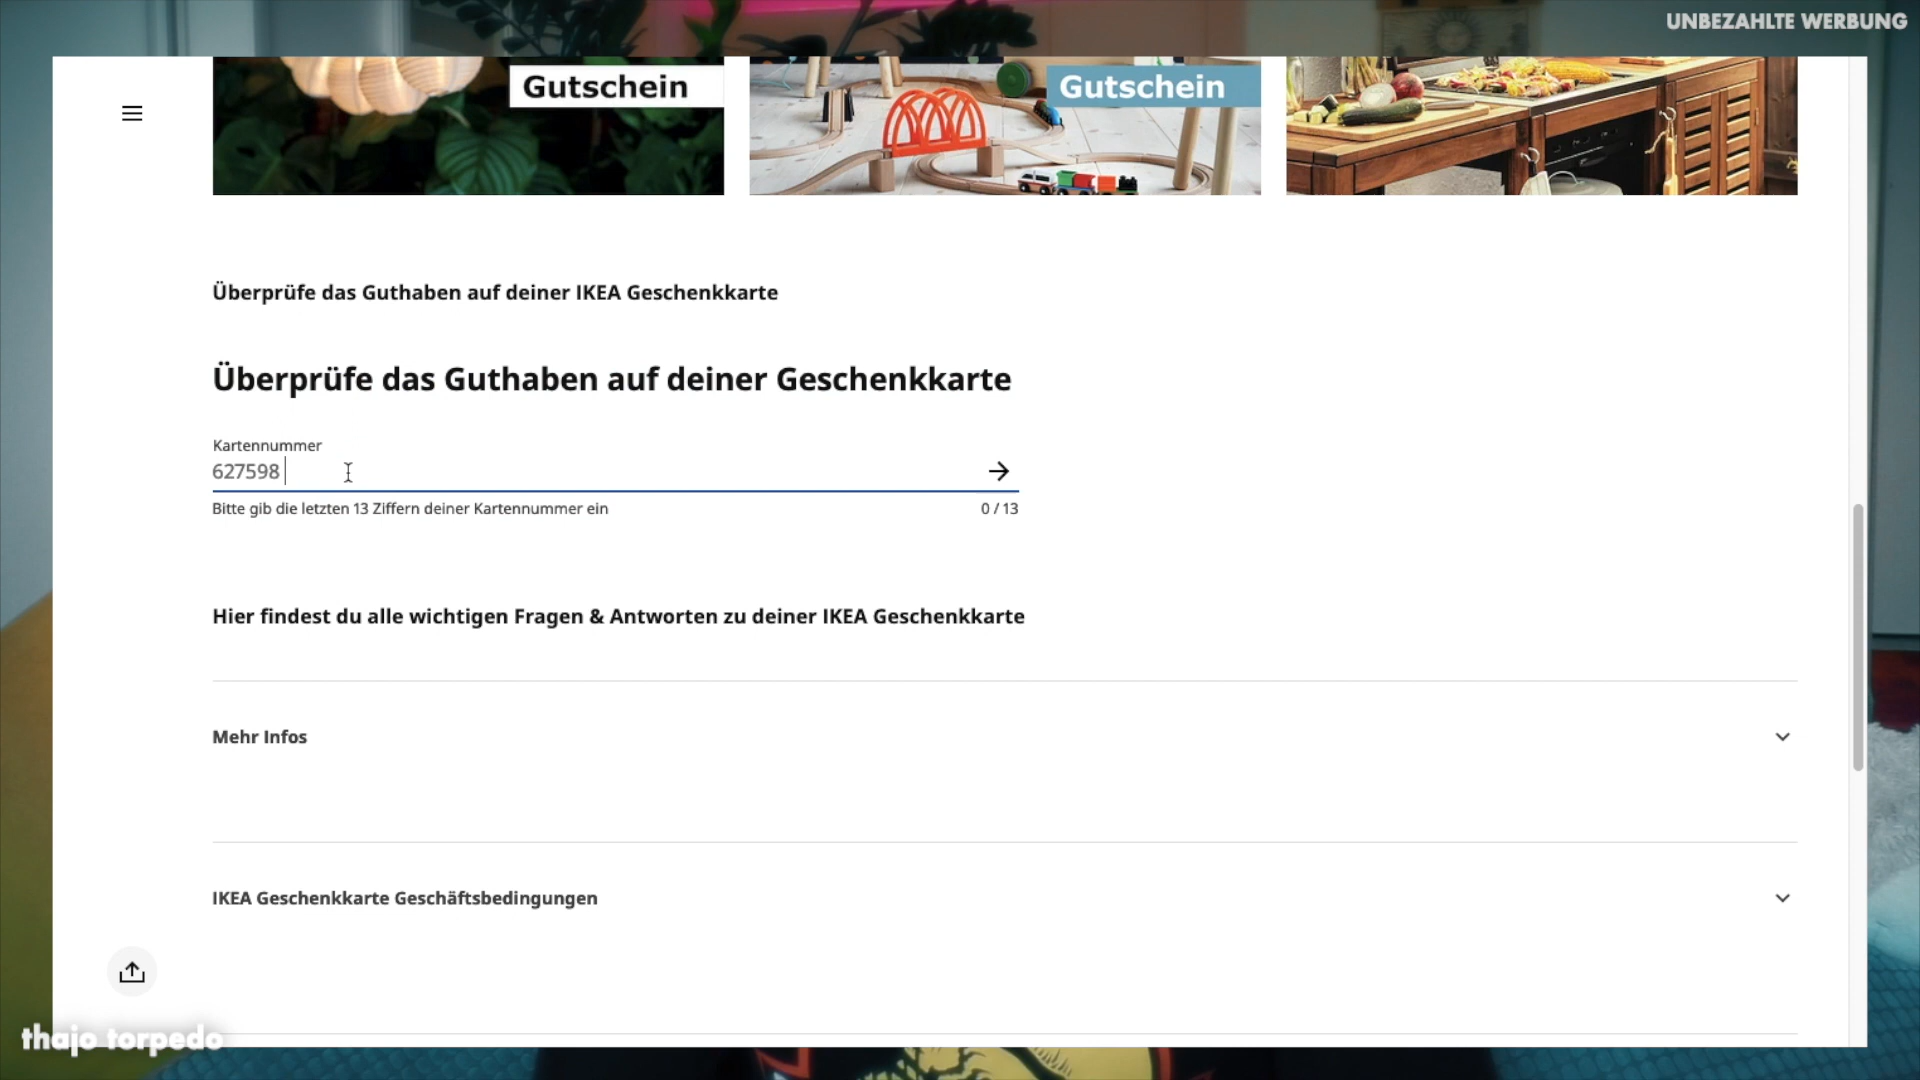 UNBEZAHLTE WERBUNG
Gutschein
Gutschein
Überprüfe das Guthaben auf deiner IKEA Geschenkkarte
Überprüfe das Guthaben auf deiner Geschenkkarte
Kartennummer
627598
Bitte gib die letzten 13 Ziffern deiner Kartennummer ein
0 / 13
Hier findest du alle wichtigen Fragen & Antworten zu deiner IKEA Geschenkkarte
Mehr Infos
IKEA Geschenkkarte Geschäftsbedingungen
thajo torpedo